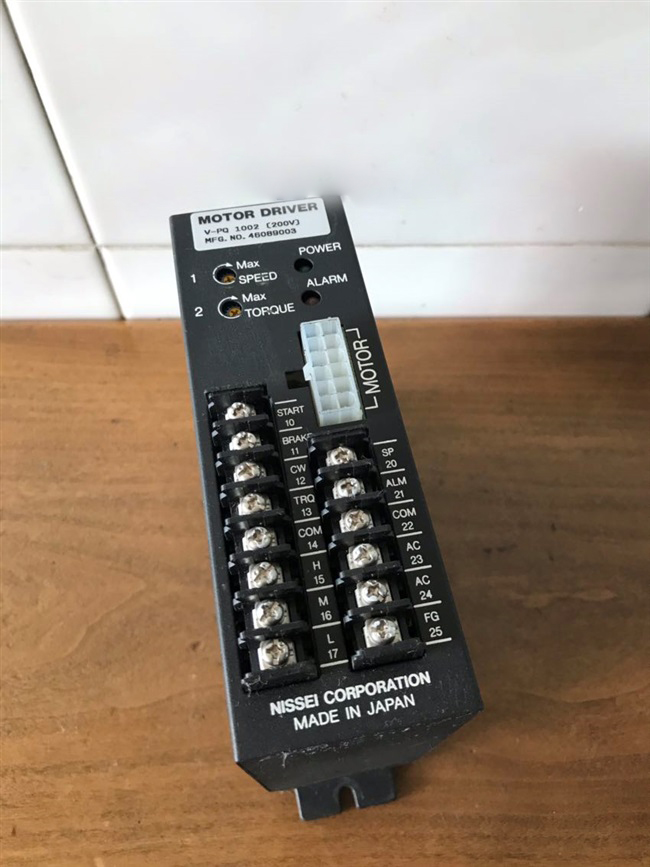 MOTOR DRIVER
V-PQ 1002 [200V]
MFG. NO. 46089003
POWER
1 Max
SPEED
ALARM
2 Max
TORQUE
MOTOR
START
10
BRAKE
11
CW
12
TRQ
13
COM
14
H
15
M
16
L
17
SP
20
ALM
21
COM
22
AC
23
AC
24
FG
25
NISSEI CORPORATION
MADE IN JAPAN